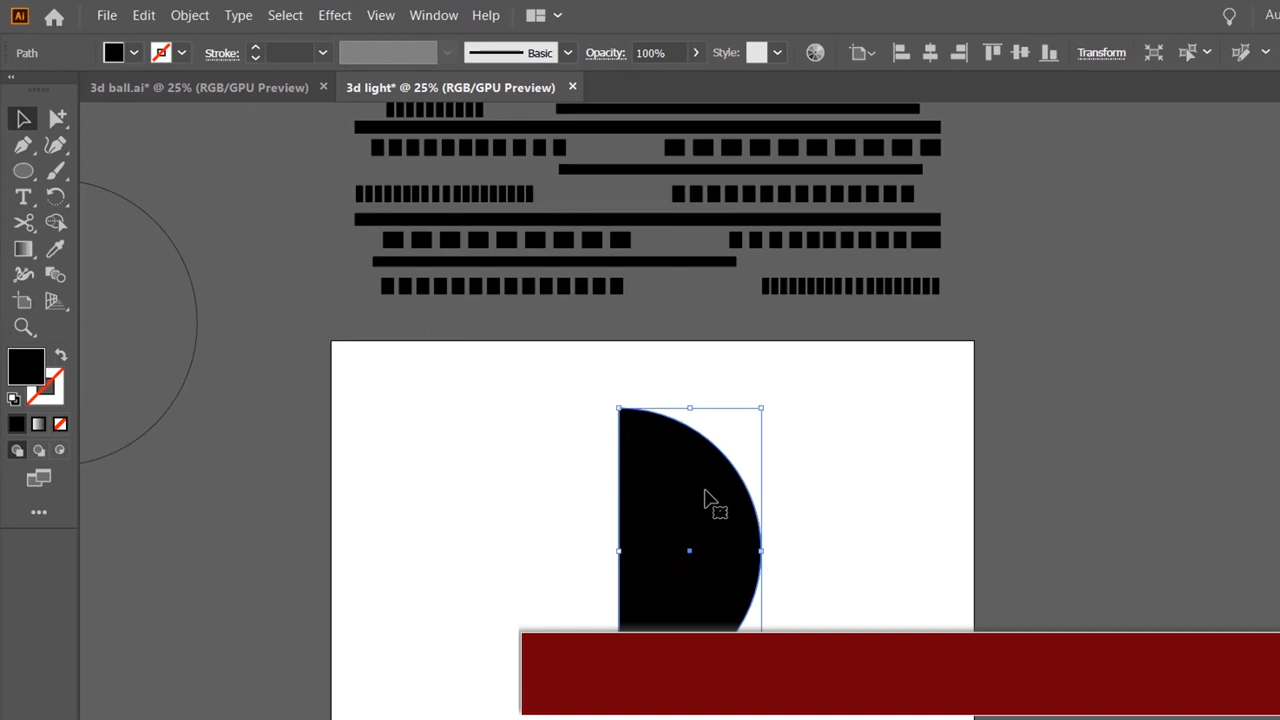 Ai File Edit Object Type Select Effect View Window Help Au
Path Stroke: Basic Opacity: 100% Style: Transform
3d ball.ai* @ 25% (RGB/GPU Preview) × 3d light* @ 25% (RGB/GPU Preview) ×